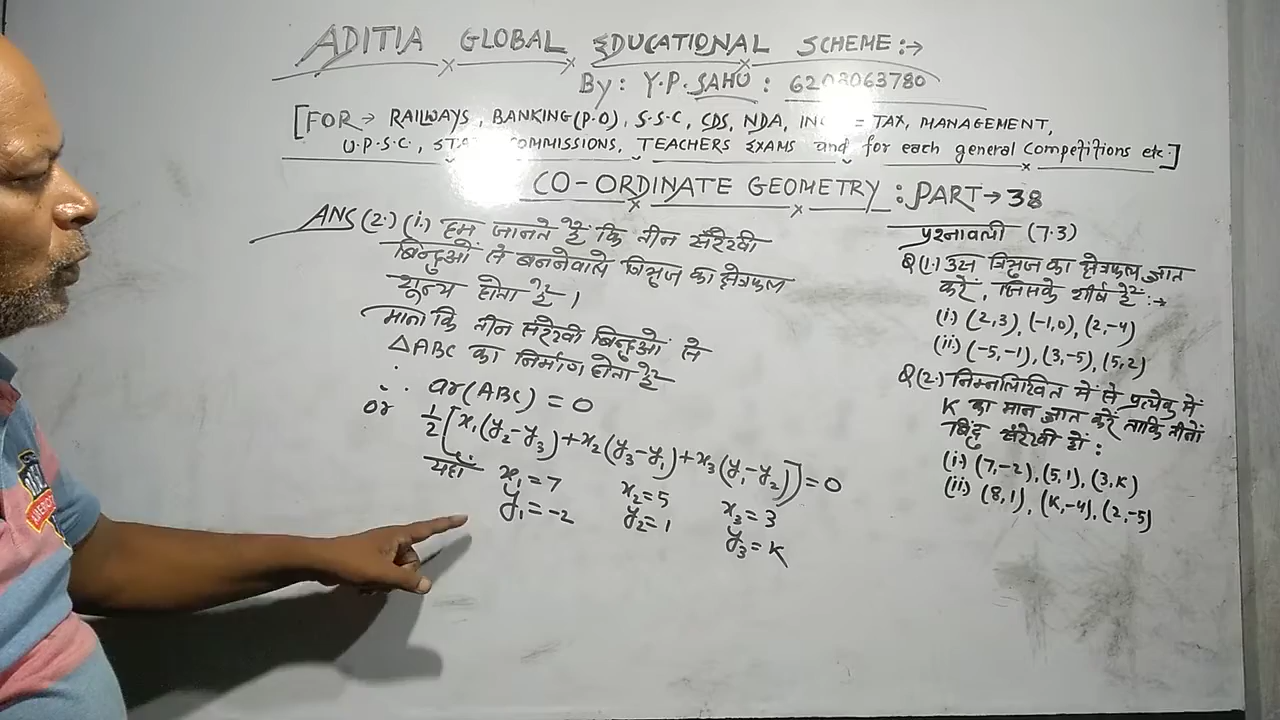 ADITIA GLOBAL EDUCATIONAL SCHEME :→
By: Y.P. SAHU : 6203063780
[FOR → RAILWAYS, BANKING(P.O), S.S.C, CDS, NDA, = TAX, MANAGEMENT,
U.P.S.C., COMMISSIONS, TEACHERS EXAMS and for each general Competitions etc.]
CO-ORDINATE GEOMETRY : PART → 38
ANS (2.) (i.) हम जानते हैं कि तीन संरेखी
बिन्दुओं से बननेवाले त्रिभुज का क्षेत्रफल
शून्य होता है।
माना कि तीन संरेखी बिन्दुओं से
△ABC का निर्माण होता है
∴ ar(ABC) = 0
or 1/2[x₁(y₂-y₃)+x₂(y₃-y₁)+x₃(y₁-y₂)]=0
यहाँ x₁=7 x₂=5 x₃=3
y₁=-2 y₂=1 y₃=K
प्रश्नावली (7.3)
Q(1.) उस त्रिभुज का क्षेत्रफल ज्ञात
करें, जिसके शीर्ष हैं :→
(i) (2,3), (-1,0), (2,-4)
(ii) (-5,-1), (3,-5), (5,2)
Q(2.) निम्नलिखित में से प्रत्येक में
K का मान ज्ञात करें ताकि तीनों
बिंदु संरेखी हों :
(i.) (7,-2), (5,1), (3,K)
(ii) (8,1), (K,-4), (2,-5)